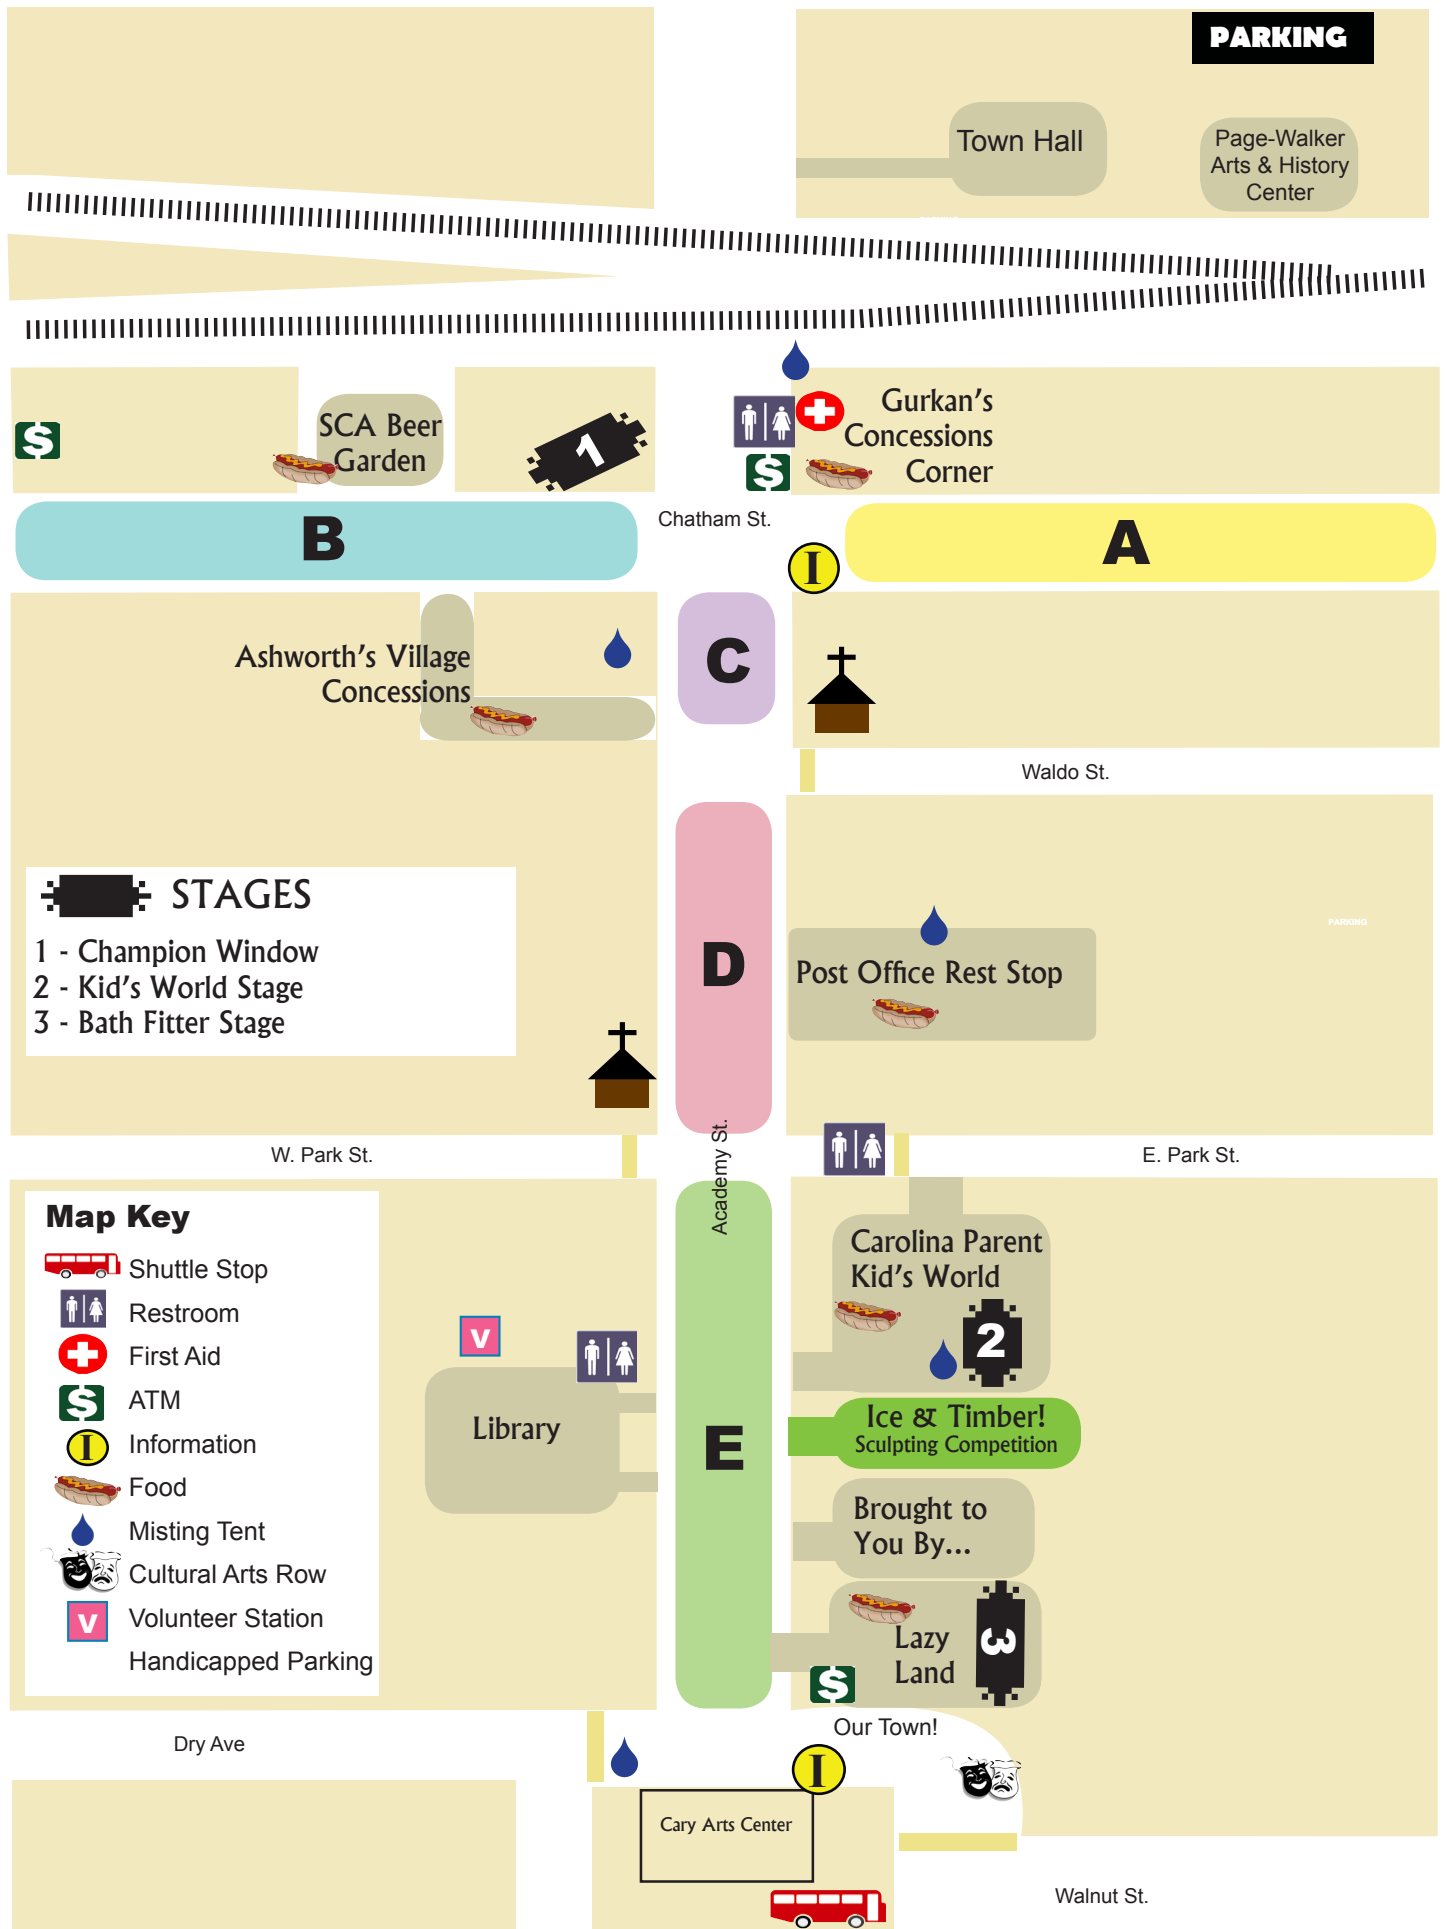 PARKING
Town Hall
Page-Walker
Arts & History
Center
SCA Beer
Garden
1
Gurkan's
Concessions
Corner
$
$
Chatham St.
B
A
I
Ashworth's Village
Concessions
C
Waldo St.
STAGES
1 - Champion Window
2 - Kid's World Stage
3 - Bath Fitter Stage
D
Post Office Rest Stop
PARKING
W. Park St.
Academy St.
E. Park St.
Map Key
Shuttle Stop
Restroom
First Aid
$ ATM
I Information
Food
Misting Tent
Cultural Arts Row
V Volunteer Station
Handicapped Parking
V
Library
E
Carolina Parent
Kid's World
2
Ice & Timber!
Sculpting Competition
Brought to
You By...
Lazy
Land
3
$
Our Town!
Dry Ave
I
Cary Arts Center
Walnut St.